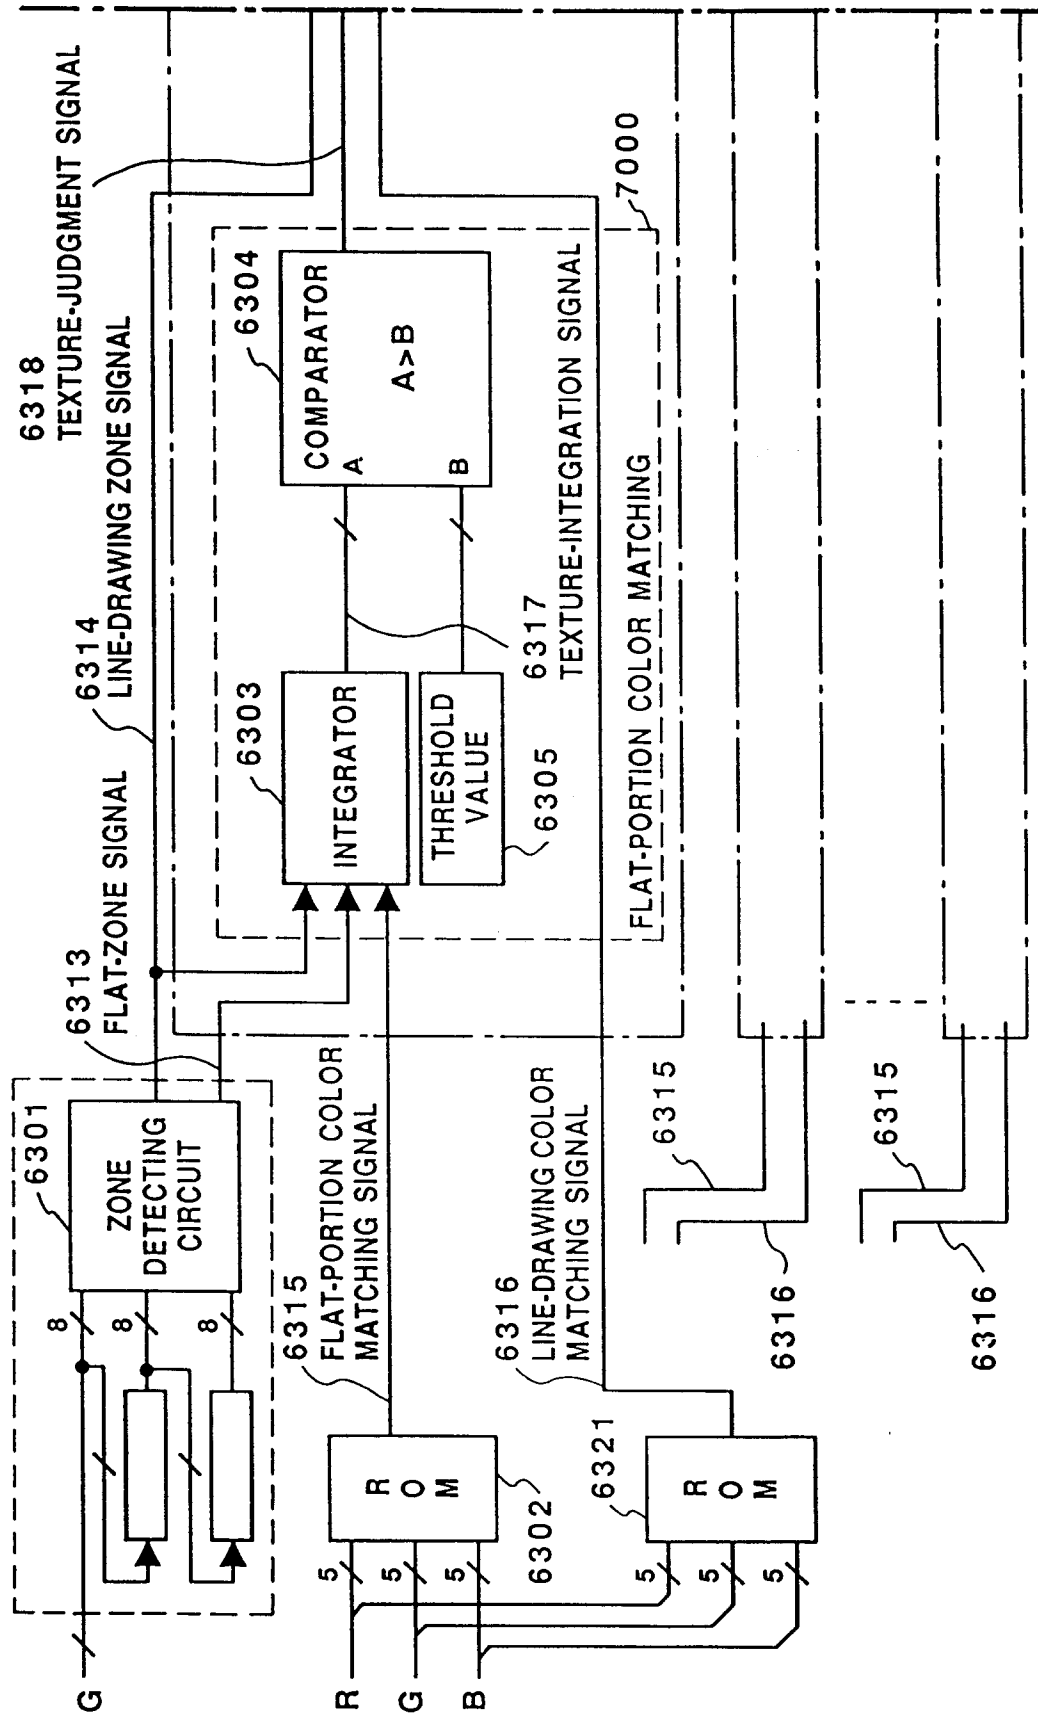 6318
TEXTURE-JUDGMENT SIGNAL
6314
LINE-DRAWING ZONE SIGNAL
6313
FLAT-ZONE SIGNAL
6301
ZONE
DETECTING
CIRCUIT
8
8
8
G
7000
6304
COMPARATOR
A
A>B
B
6303
INTEGRATOR
THRESHOLD
VALUE
6305
6317
TEXTURE-INTEGRATION SIGNAL
FLAT-PORTION COLOR MATCHING
6315
FLAT-PORTION COLOR
MATCHING SIGNAL
ROM
6302
5
5
5
R
G
B
6316
LINE-DRAWING COLOR
MATCHING SIGNAL
6321
ROM
5
5
5
6315
6316
6315
6316